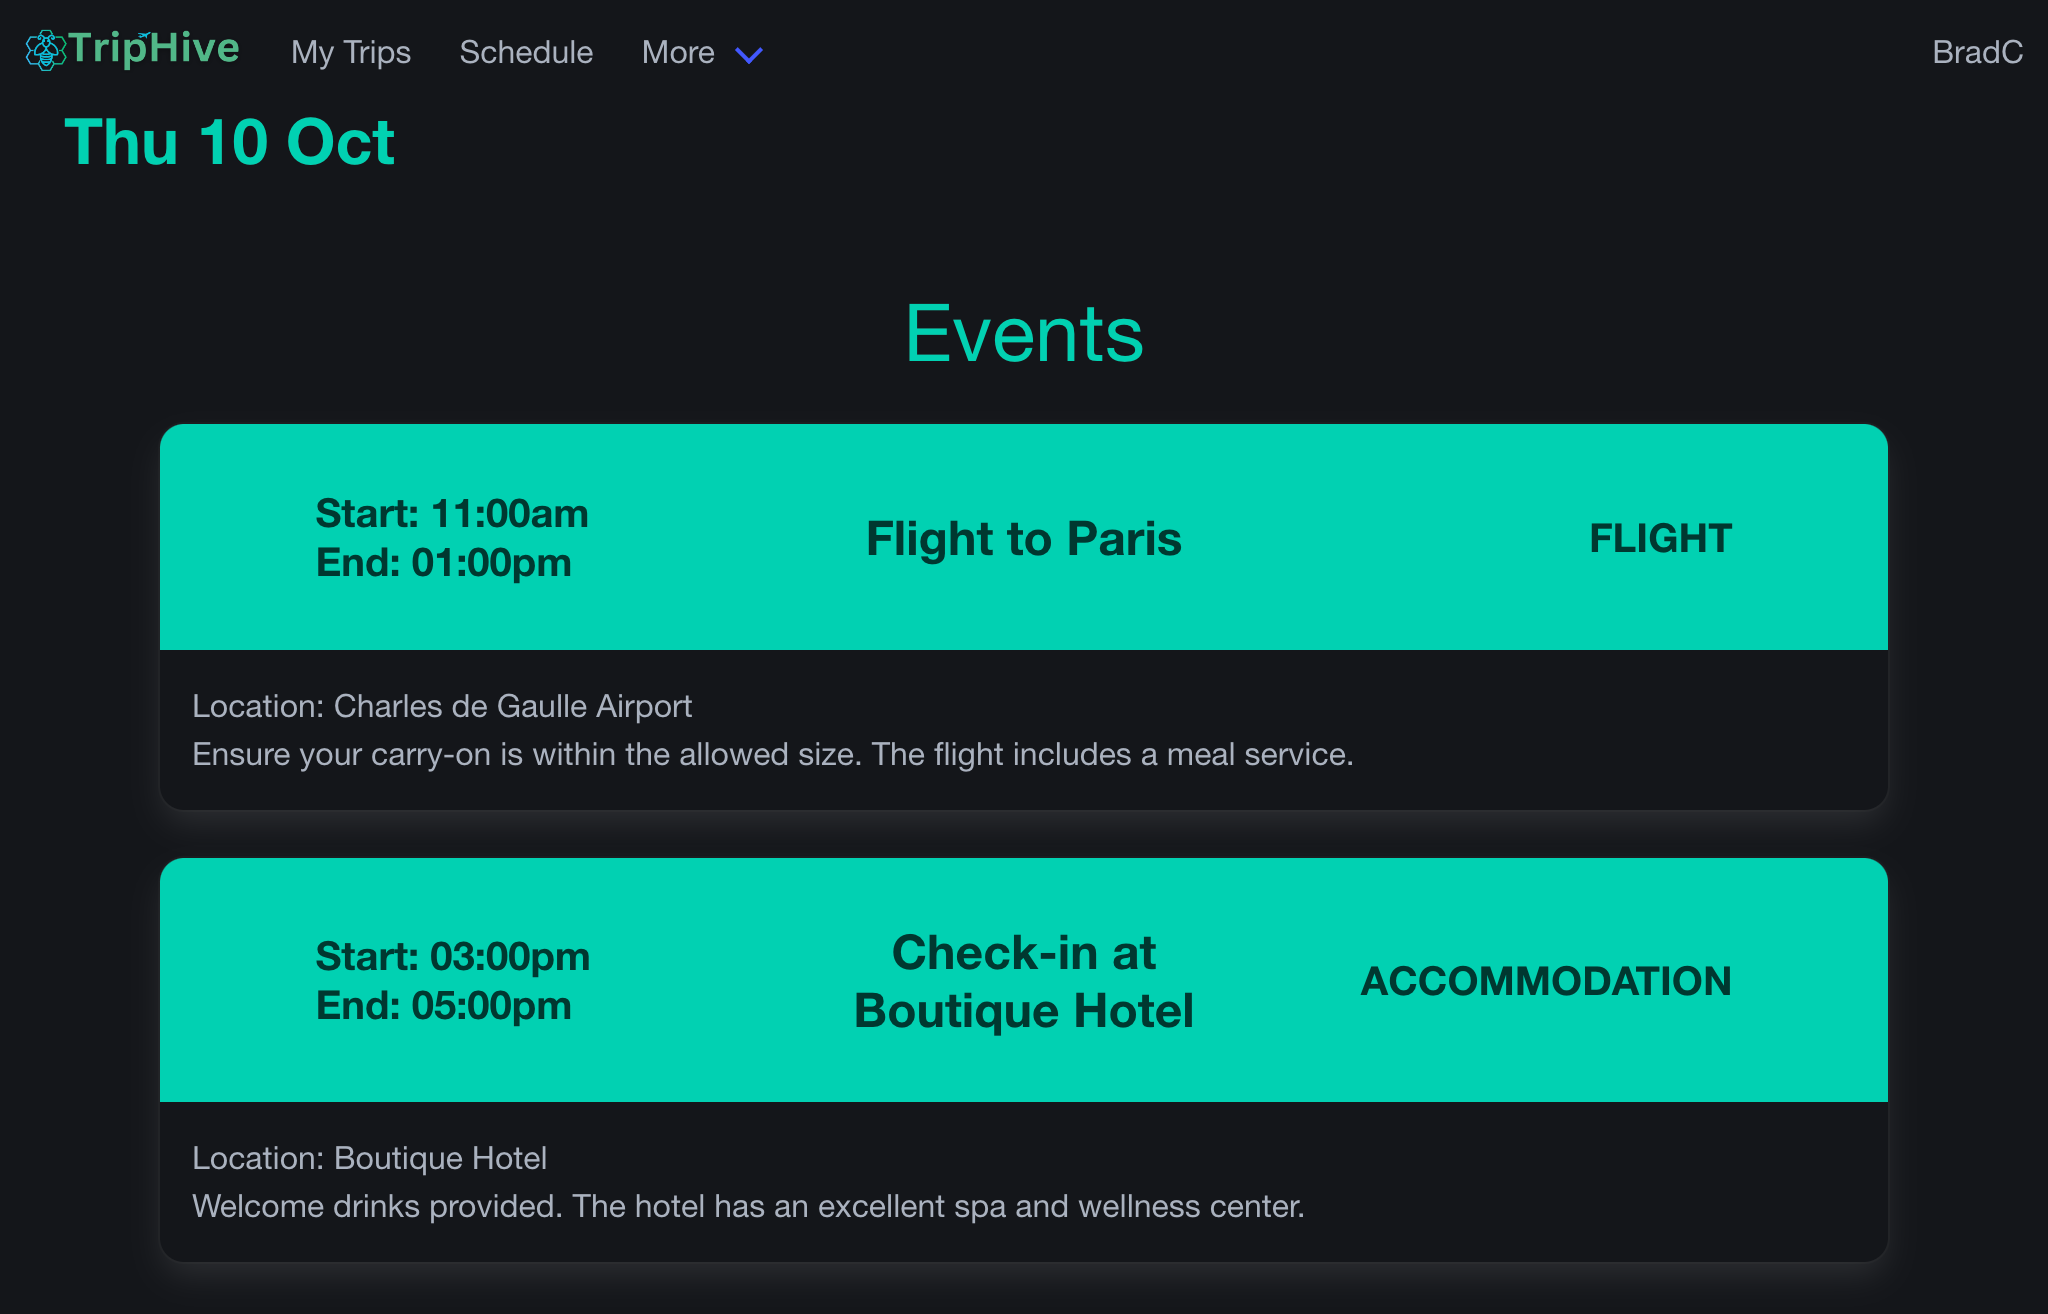 TripHive My Trips Schedule More BradC
Thu 10 Oct
Events
Start: 11:00am
End: 01:00pm
Flight to Paris
FLIGHT
Location: Charles de Gaulle Airport
Ensure your carry-on is within the allowed size. The flight includes a meal service.
Start: 03:00pm
End: 05:00pm
Check-in at
Boutique Hotel
ACCOMMODATION
Location: Boutique Hotel
Welcome drinks provided. The hotel has an excellent spa and wellness center.